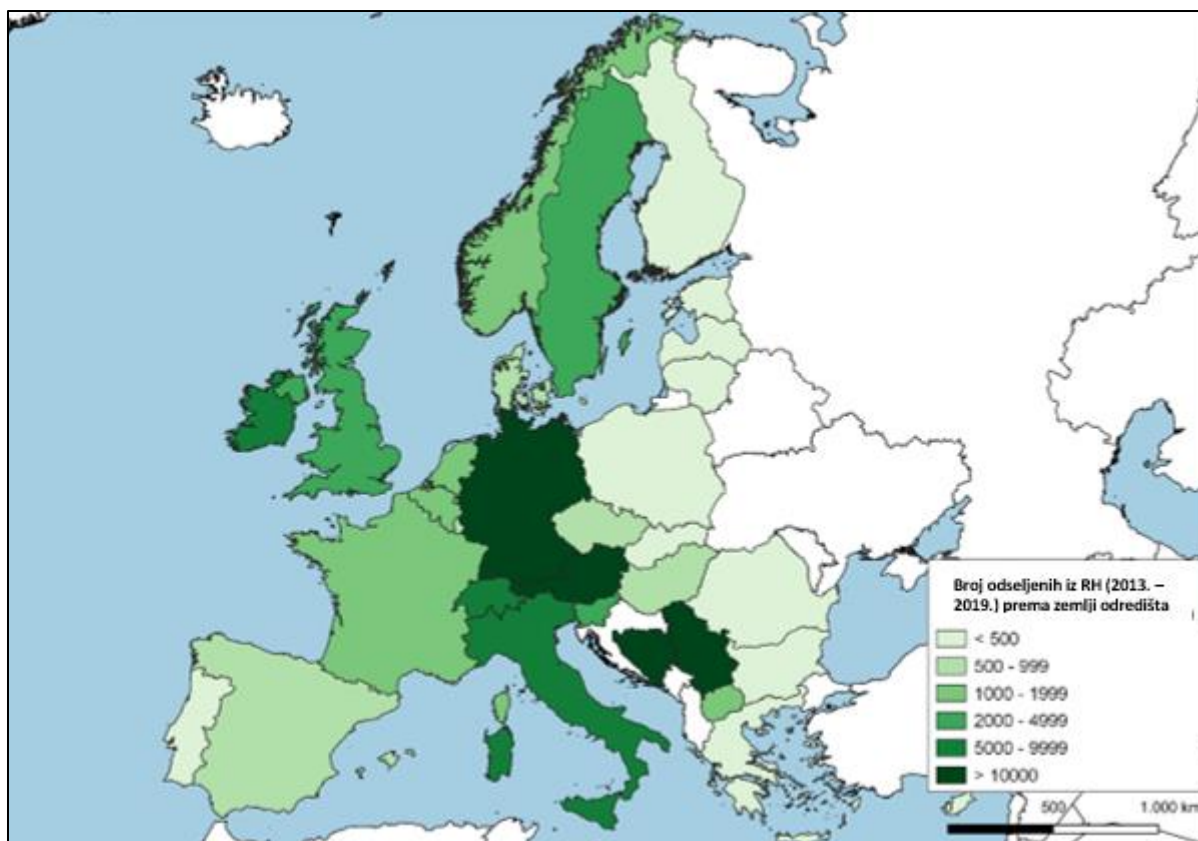 Broj odseljenih iz RH (2013. –
2019.) prema zemlji odredišta
< 500
500 - 999
1000 - 1999
2000 - 4999
5000 - 9999
> 10000
0 500 1.000 km